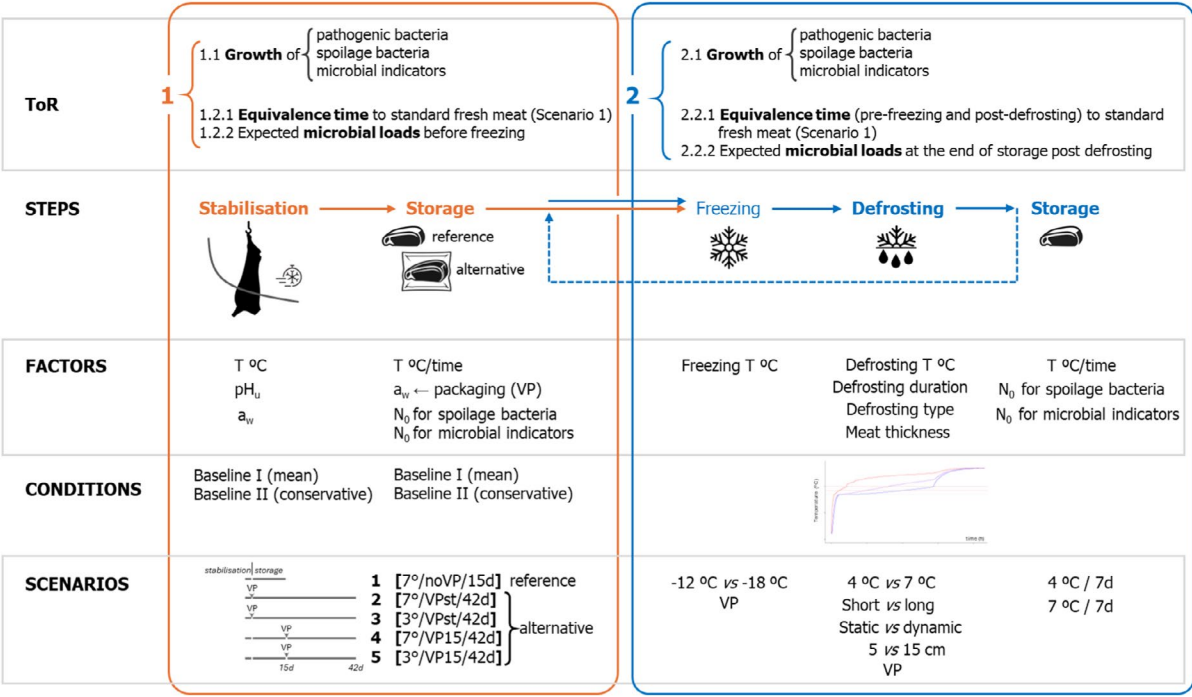 ToR
1
1.1 Growth of
pathogenic bacteria
spoilage bacteria
microbial indicators
1.2.1 Equivalence time to standard fresh meat (Scenario 1)
1.2.2 Expected microbial loads before freezing
2
2.1 Growth of
pathogenic bacteria
spoilage bacteria
microbial indicators
2.2.1 Equivalence time (pre-freezing and post-defrosting) to standard
fresh meat (Scenario 1)
2.2.2 Expected microbial loads at the end of storage post defrosting
STEPS
Stabilisation
Storage
Freezing
Defrosting
Storage
reference
alternative
FACTORS
T ºC
pHu
aw
T ºC/time
aw ← packaging (VP)
N0 for spoilage bacteria
N0 for microbial indicators
Freezing T ºC
Defrosting T ºC
Defrosting duration
Defrosting type
Meat thickness
T ºC/time
N0 for spoilage bacteria
N0 for microbial indicators
CONDITIONS
Baseline I (mean)
Baseline II (conservative)
Baseline I (mean)
Baseline II (conservative)
Temperature (ºC)
time (h)
SCENARIOS
stabilisation storage
VP
VP
VP
VP
15d
42d
1 [7°/noVP/15d] reference
2 [7°/VPst/42d]
3 [3°/VPst/42d]
4 [7°/VP15/42d]
5 [3°/VP15/42d]
alternative
-12 ºC vs -18 ºC
VP
4 ºC vs 7 ºC
Short vs long
Static vs dynamic
5 vs 15 cm
VP
4 ºC / 7d
7 ºC / 7d